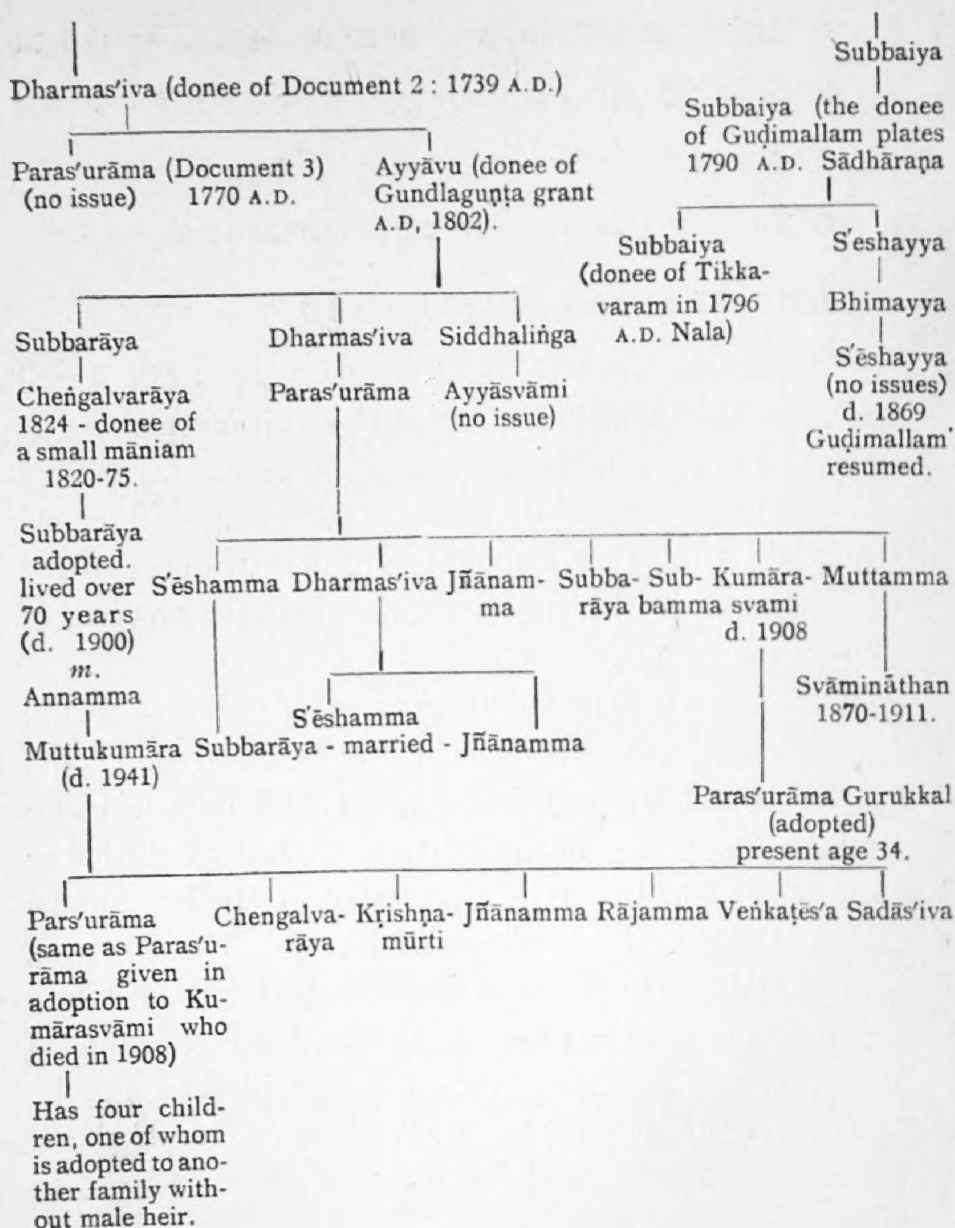 Subbaiya
Dharmas'iva (donee of Document 2 : 1739 A.D.)
Subbaiya (the donee
of Guḍimallam plates
1790 A.D. Sādhāraṇa
Paras'urāma (Document 3)
(no issue) 1770 A.D.
Ayyāvu (donee of
Gundlaguṇṭa grant
A.D, 1802).
Subbaiya
(donee of Tikka-
varam in 1796
A.D. Nala)
S'eshayya
Bhimayya
S'ēshayya
(no issues)
d. 1869
Guḍimallam
resumed.
Subbarāya
Dharmas'iva
Siddhaliṅga
Cheṅgalvarāya
1824 - donee of
a small māniam
1820-75.
Paras'urāma
Ayyāsvāmi
(no issue)
Subbarāya
adopted.
lived over
70 years
(d. 1900)
m.
Annamma
S'ēshamma
Dharmas'iva
Jñānam-
ma
Subba-
rāya
Sub-
bamma
Kumāra-
svami
d. 1908
Muttamma
Svāmināthan
1870-1911.
S'ēshamma
Muttukumāra
(d. 1941)
Subbarāya - married - Jñānamma
Paras'urāma Gurukkal
(adopted)
present age 34.
Pars'urāma
(same as Paras'u-
rāma given in
adoption to Ku-
mārasvāmi who
died in 1908)
Chengalva-
rāya
Kṛishṇa-
mūrti
Jñānamma
Rājamma
Veṅkaṭēs'a
Sadās'iva
Has four child-
ren, one of whom
is adopted to ano-
ther family with-
out male heir.